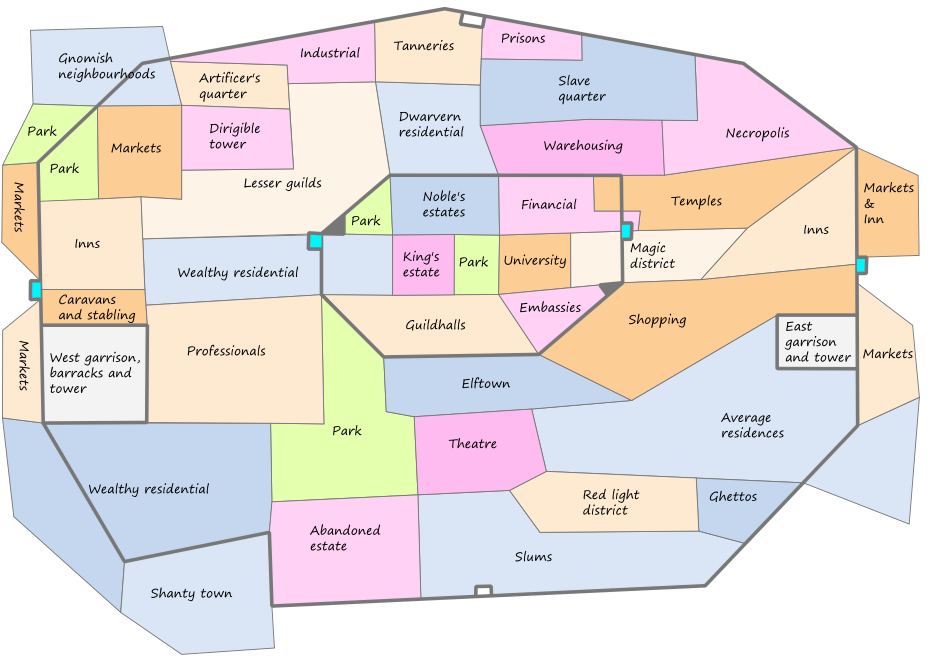 Gnomish
neighbourhoods
Industrial
Tanneries
Prisons
Artificer's
quarter
Slave
quarter
Park
Park
Markets
Dirigible
tower
Dwarvern
residential
Warehousing
Necropolis
Lesser guilds
Markets
Park
Noble's
estates
Financial
Temples
Markets
&
Inn
Inns
Inns
Wealthy residential
King's
estate
Park
University
Magic
district
Caravans
and stabling
Guildhalls
Embassies
Shopping
Markets
West garrison,
barracks and
tower
Professionals
East
garrison
and tower
Markets
Elftown
Park
Theatre
Average
residences
Wealthy residential
Red light
district
Ghettos
Abandoned
estate
Slums
Shanty town